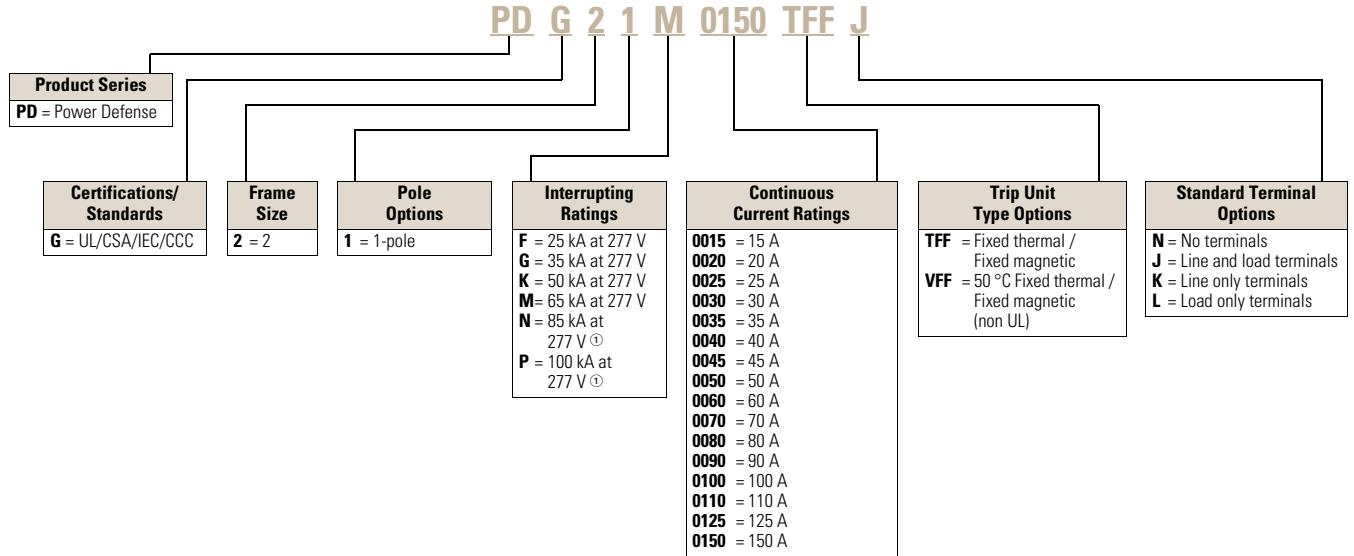 PD G 2 1 M 0150 TFF J
Product Series
PD = Power Defense
Certifications/
Standards
G = UL/CSA/IEC/CCC
Frame
Size
2 = 2
Pole
Options
1 = 1-pole
Interrupting
Ratings
F = 25 kA at 277 V
G = 35 kA at 277 V
K = 50 kA at 277 V
M= 65 kA at 277 V
N = 85 kA at
277 V ①
P = 100 kA at
277 V ①
Continuous
Current Ratings
0015 = 15 A
0020 = 20 A
0025 = 25 A
0030 = 30 A
0035 = 35 A
0040 = 40 A
0045 = 45 A
0050 = 50 A
0060 = 60 A
0070 = 70 A
0080 = 80 A
0090 = 90 A
0100 = 100 A
0110 = 110 A
0125 = 125 A
0150 = 150 A
Trip Unit
Type Options
TFF = Fixed thermal /
Fixed magnetic
VFF = 50 °C Fixed thermal /
Fixed magnetic
(non UL)
Standard Terminal
Options
N = No terminals
J = Line and load terminals
K = Line only terminals
L = Load only terminals